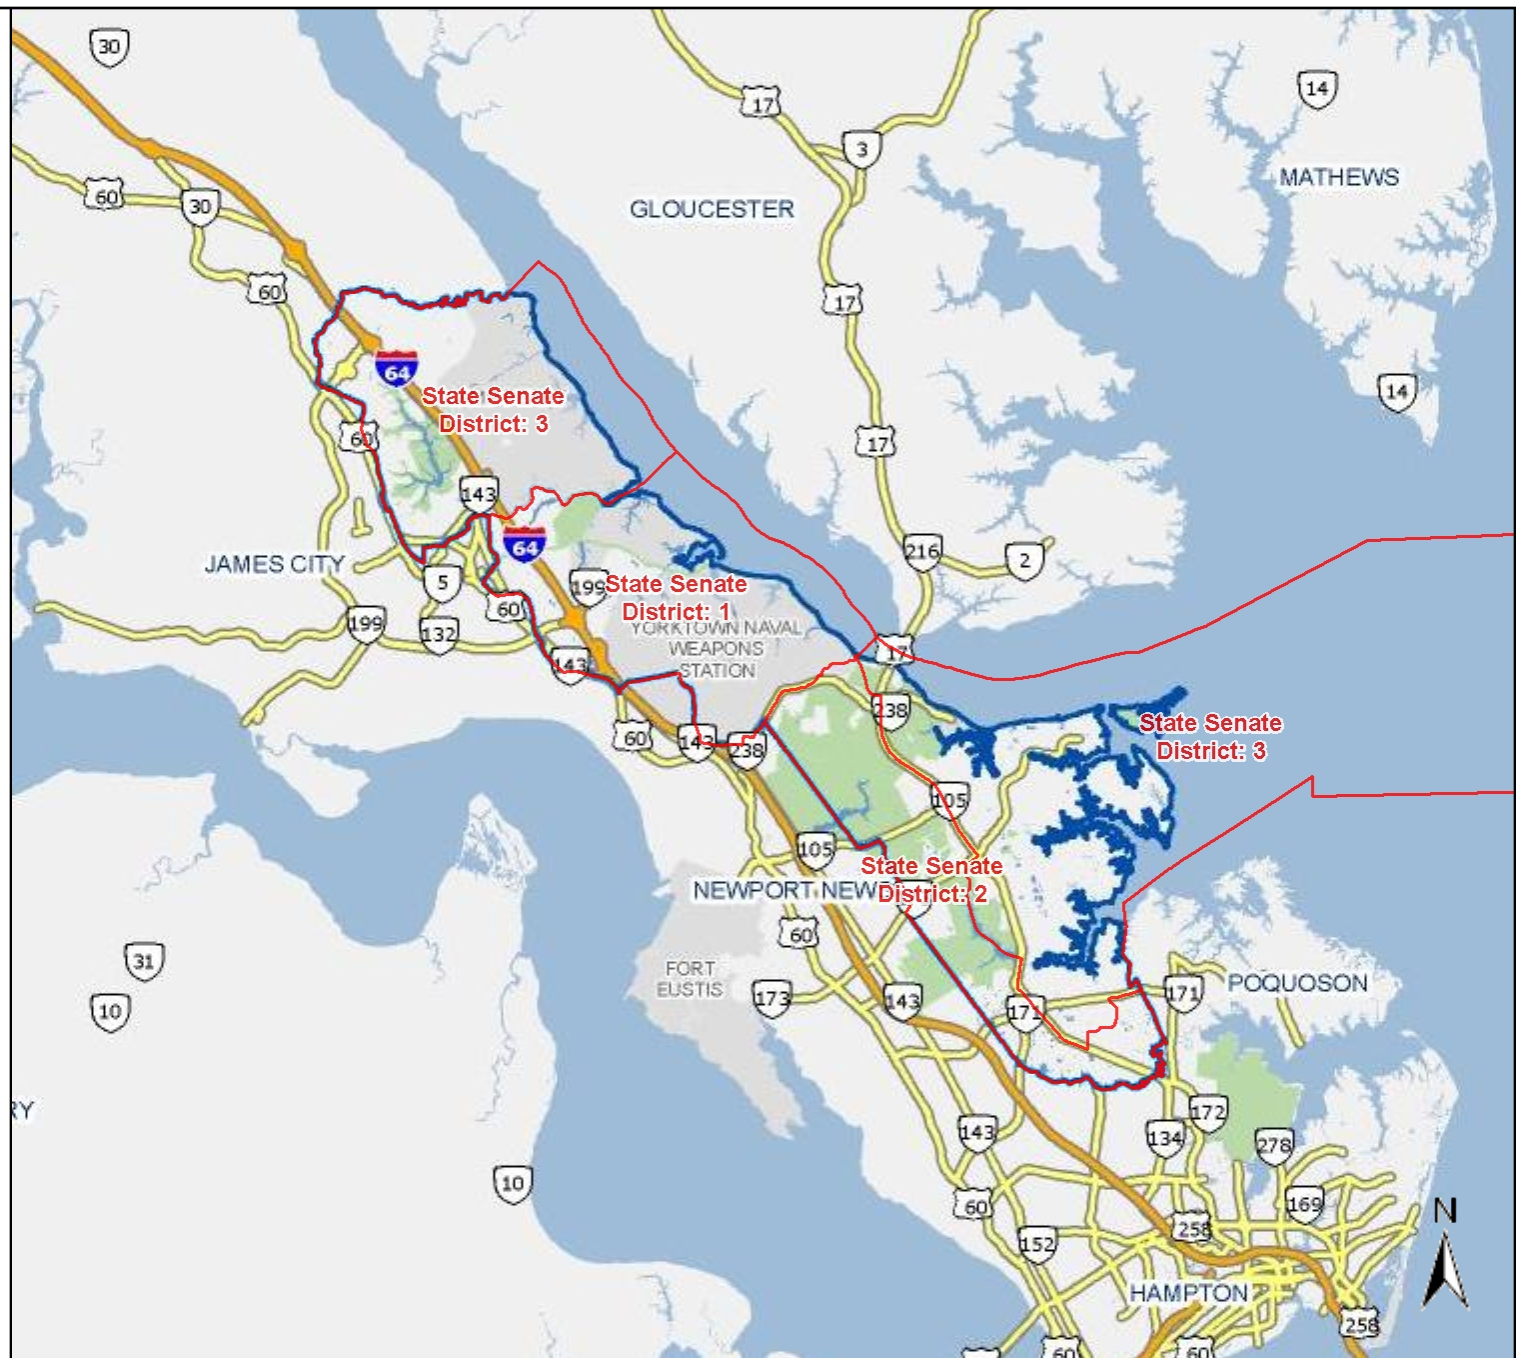 30
14
17
3
MATHEWS
60
30
GLOUCESTER
60
17
64
14
State Senate
District: 3
60
17
143
64
216
2
JAMES CITY
5
199
State Senate
District: 1
60
199
132
YORKTOWN NAVAL
WEAPONS
STATION
17
143
238
State Senate
District: 3
60
143
238
105
105
State Senate
District: 2
NEWPORT NEW
60
31
FORT
EUSTIS
173
143
171
171
POQUOSON
10
RY
172
143
134
278
10
60
169
N
258
152
HAMPTON
258
60
60